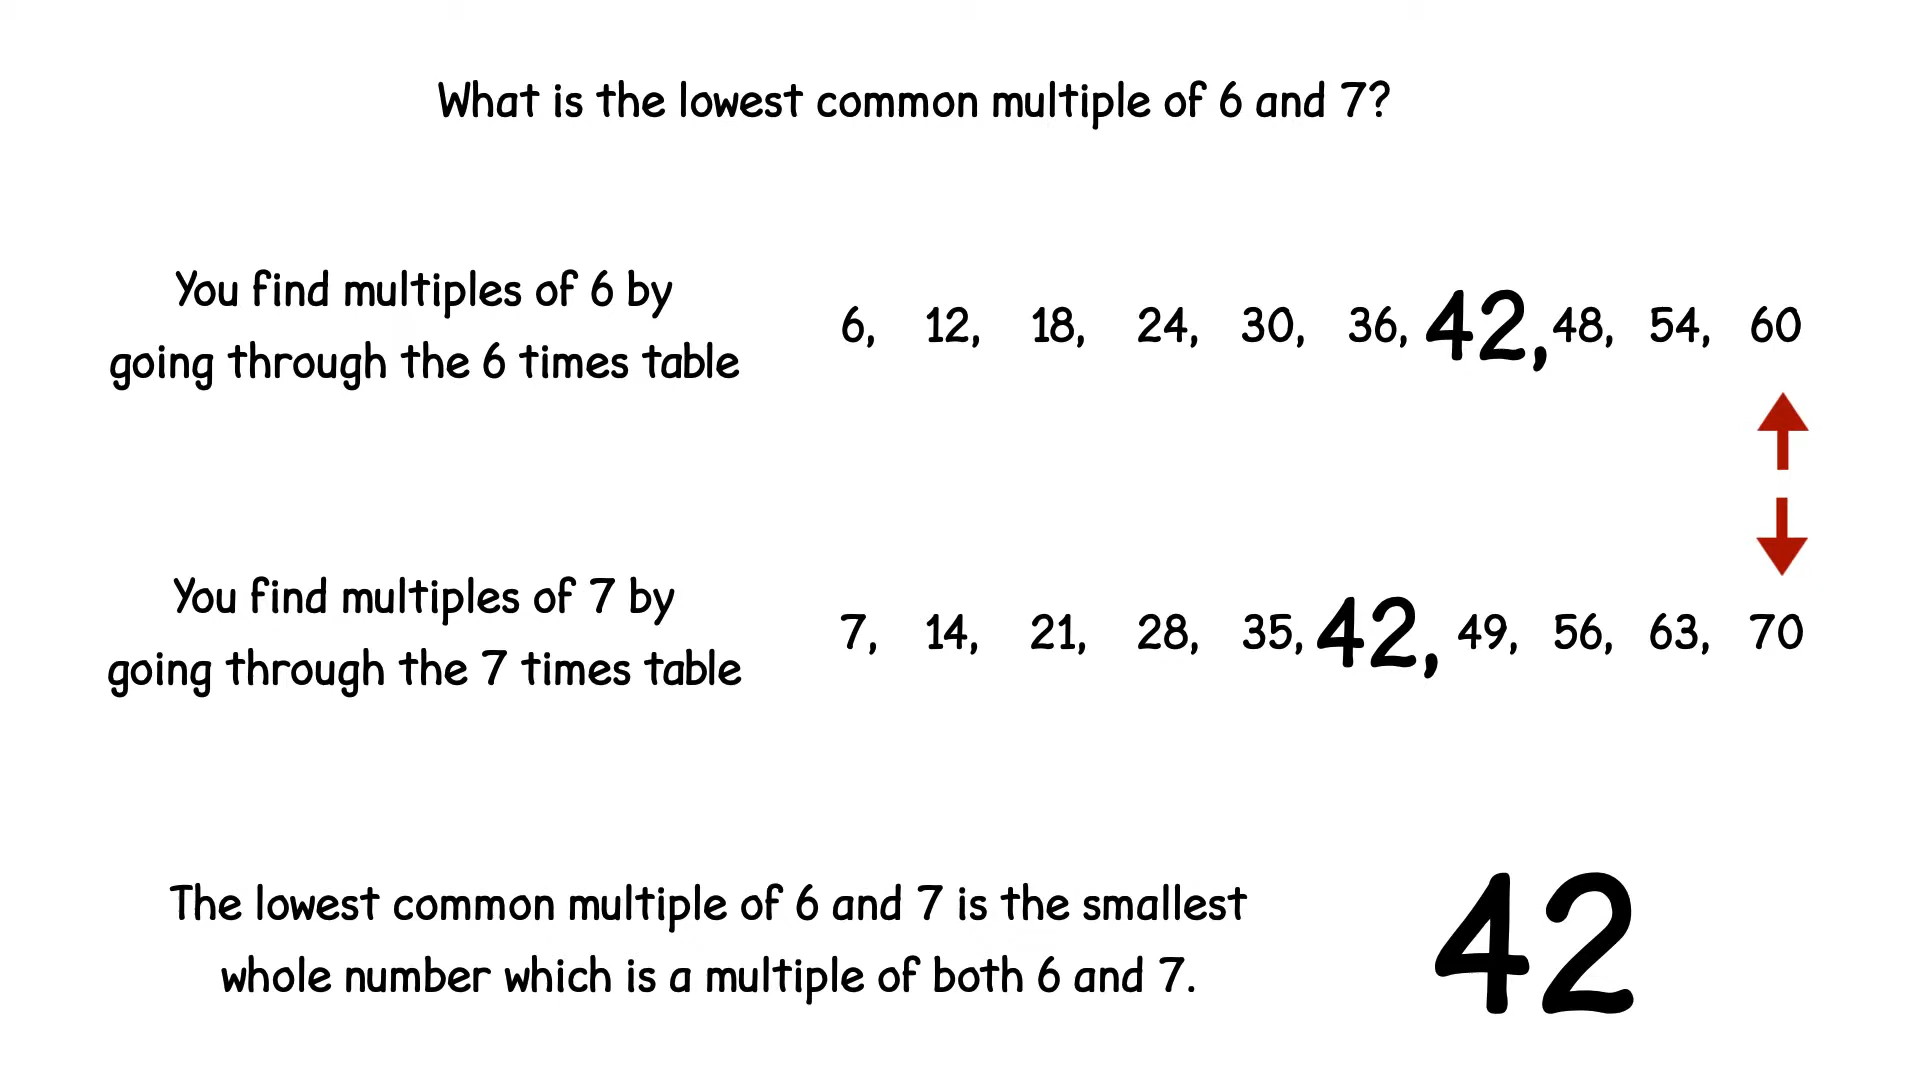 What is the lowest common multiple of 6 and 7?
You find multiples of 6 by
going through the 6 times table
6, 12, 18, 24, 30, 36, 42, 48, 54, 60
You find multiples of 7 by
going through the 7 times table
7, 14, 21, 28, 35, 42, 49, 56, 63, 70
The lowest common multiple of 6 and 7 is the smallest
whole number which is a multiple of both 6 and 7.
42